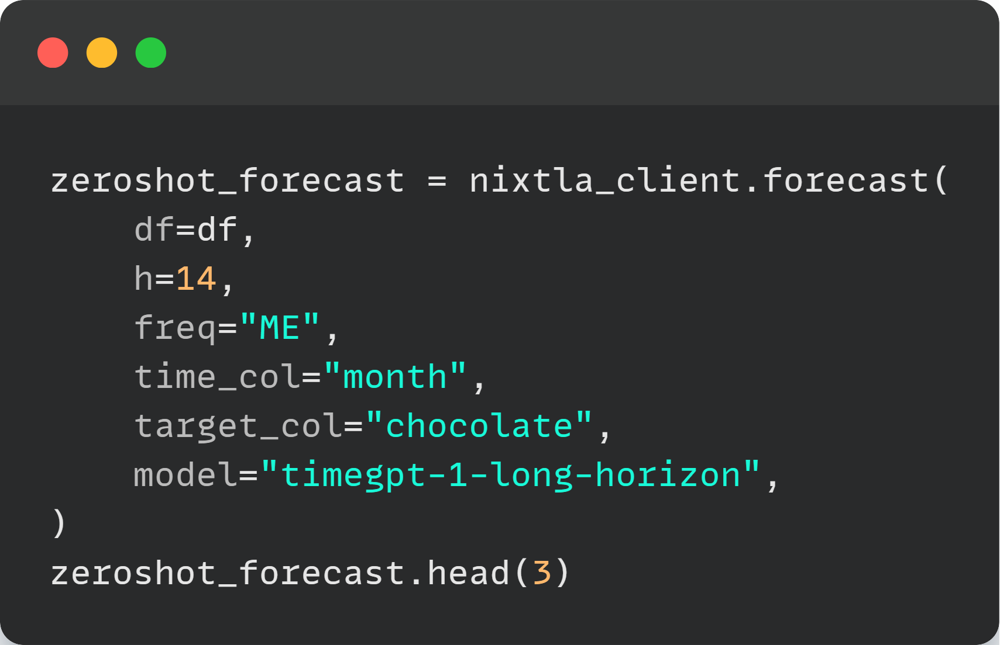 zeroshot_forecast = nixtla_client.forecast(
    df=df,
    h=14,
    freq="ME",
    time_col="month",
    target_col="chocolate",
    model="timegpt-1-long-horizon",
)
zeroshot_forecast.head(3)